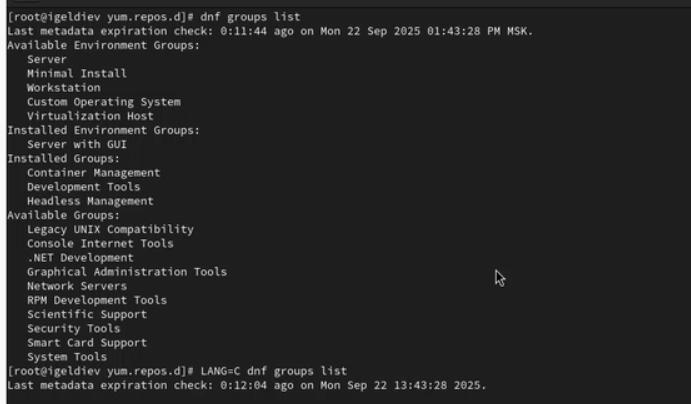 [root@igeldiev yum.repos.d]# dnf groups list
Last metadata expiration check: 0:11:44 ago on Mon 22 Sep 2025 01:43:28 PM MSK.
Available Environment Groups:
   Server
   Minimal Install
   Workstation
   Custom Operating System
   Virtualization Host
Installed Environment Groups:
   Server with GUI
Installed Groups:
   Container Management
   Development Tools
   Headless Management
Available Groups:
   Legacy UNIX Compatibility
   Console Internet Tools
   .NET Development
   Graphical Administration Tools
   Network Servers
   RPM Development Tools
   Scientific Support
   Security Tools
   Smart Card Support
   System Tools
[root@igeldiev yum.repos.d]# LANG=C dnf groups list
Last metadata expiration check: 0:12:04 ago on Mon Sep 22 13:43:28 2025.